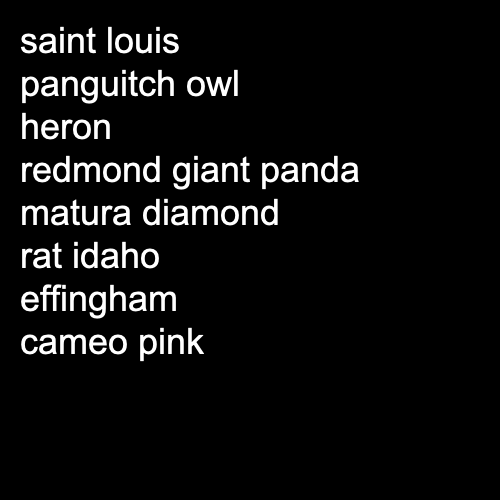 saint louis
panguitch owl
heron
redmond giant panda
matura diamond
rat idaho
effingham
cameo pink